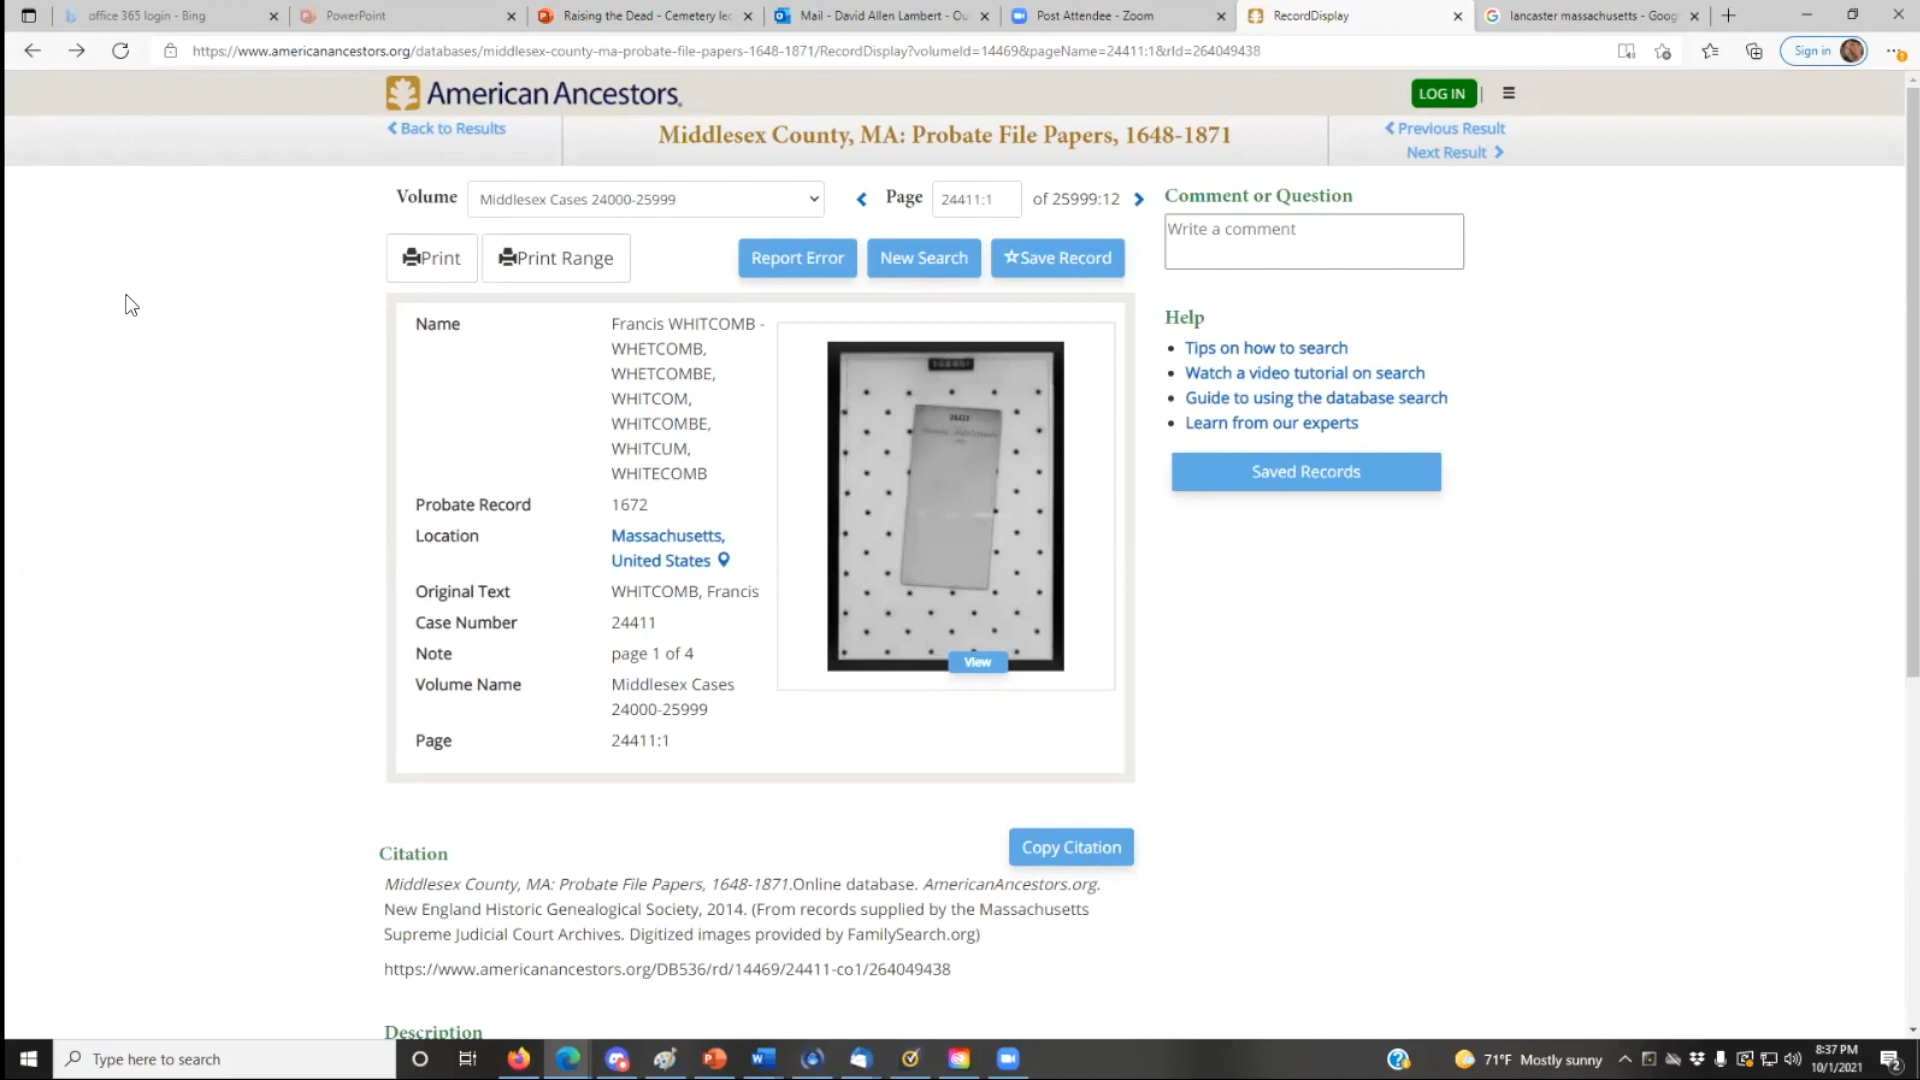 office 365 login - Bing
PowerPoint
Raising the Dead - Cemetery lec
Mail - David Allen Lambert - Ou
Post Attendee - Zoom
RecordDisplay
lancaster massachusetts - Goog
https://www.americanancestors.org/databases/middlesex-county-ma-probate-file-papers-1648-1871/RecordDisplay?volumeId=14469&pageName=24411:1&rId=264049438
Sign in
American Ancestors
LOG IN
Back to Results
Middlesex County, MA: Probate File Papers, 1648-1871
Previous Result
Next Result
Volume
Middlesex Cases 24000-25999
Page
24411:1
of 25999:12
Print
Print Range
Report Error
New Search
Save Record
Comment or Question
Write a comment
Help
Tips on how to search
Watch a video tutorial on search
Guide to using the database search
Learn from our experts
Saved Records
Name
Francis WHITCOMB -
WHETCOMB,
WHETCOMBE,
WHITCOM,
WHITCOMBE,
WHITCUM,
WHITECOMB
Probate Record
1672
Location
Massachusetts,
United States
Original Text
WHITCOMB, Francis
Case Number
24411
Note
page 1 of 4
Volume Name
Middlesex Cases
24000-25999
Page
24411:1
View
Citation
Copy Citation
Middlesex County, MA: Probate File Papers, 1648-1871.Online database. AmericanAncestors.org.
New England Historic Genealogical Society, 2014. (From records supplied by the Massachusetts
Supreme Judicial Court Archives. Digitized images provided by FamilySearch.org)
https://www.americanancestors.org/DB536/rd/14469/24411-co1/264049438
Description
Type here to search
71°F Mostly sunny
8:37 PM
10/1/2021
2